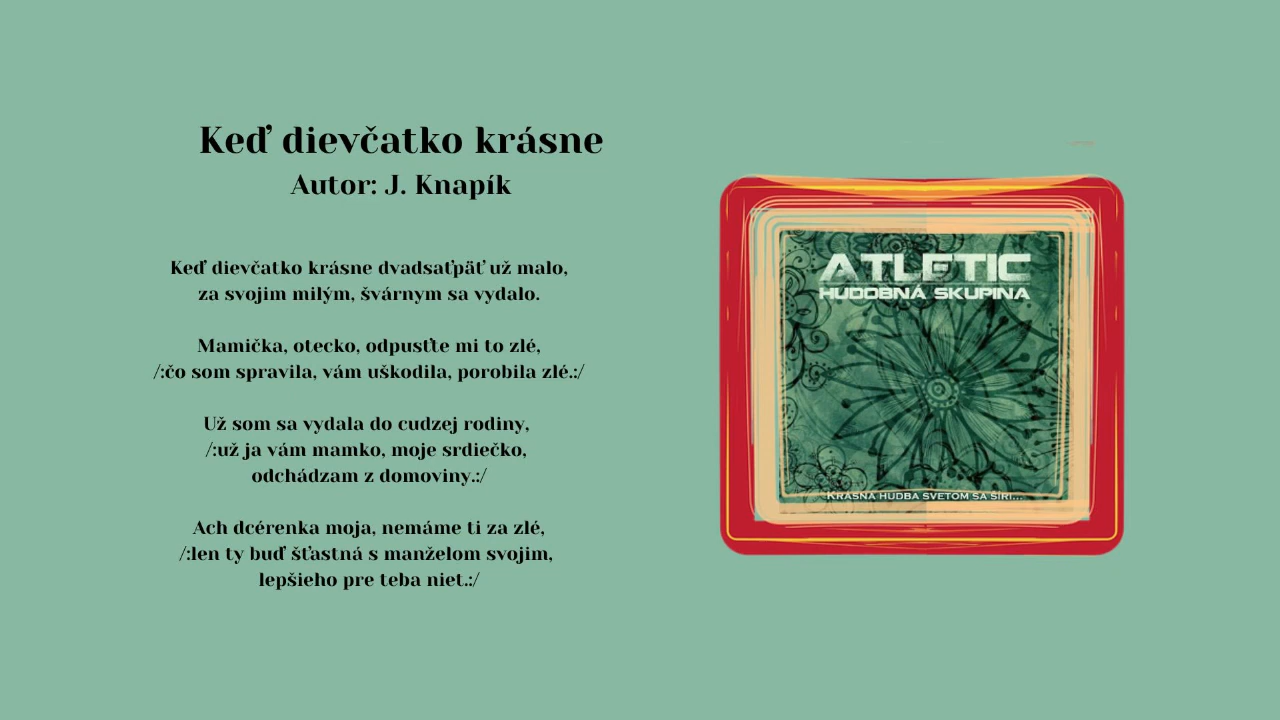 Keď dievčatko krásne
Autor: J. Knapík
Keď dievčatko krásne dvadsaťpäť už malo,
za svojim milým, švárnym sa vydalo.
Mamička, otecko, odpusťte mi to zlé,
/:čo som spravila, vám uškodila, porobila zlé.:/
Už som sa vydala do cudzej rodiny,
/:už ja vám mamko, moje srdiečko,
odchádzam z domoviny.:/
Ach dcérenka moja, nemáme ti za zlé,
/:len ty buď šťastná s manželom svojim,
lepšieho pre teba niet.:/
ATLETIC
HUDOBNÁ SKUPINA
KRÁSNA HUDBA SVETOM SA ŠÍRI...